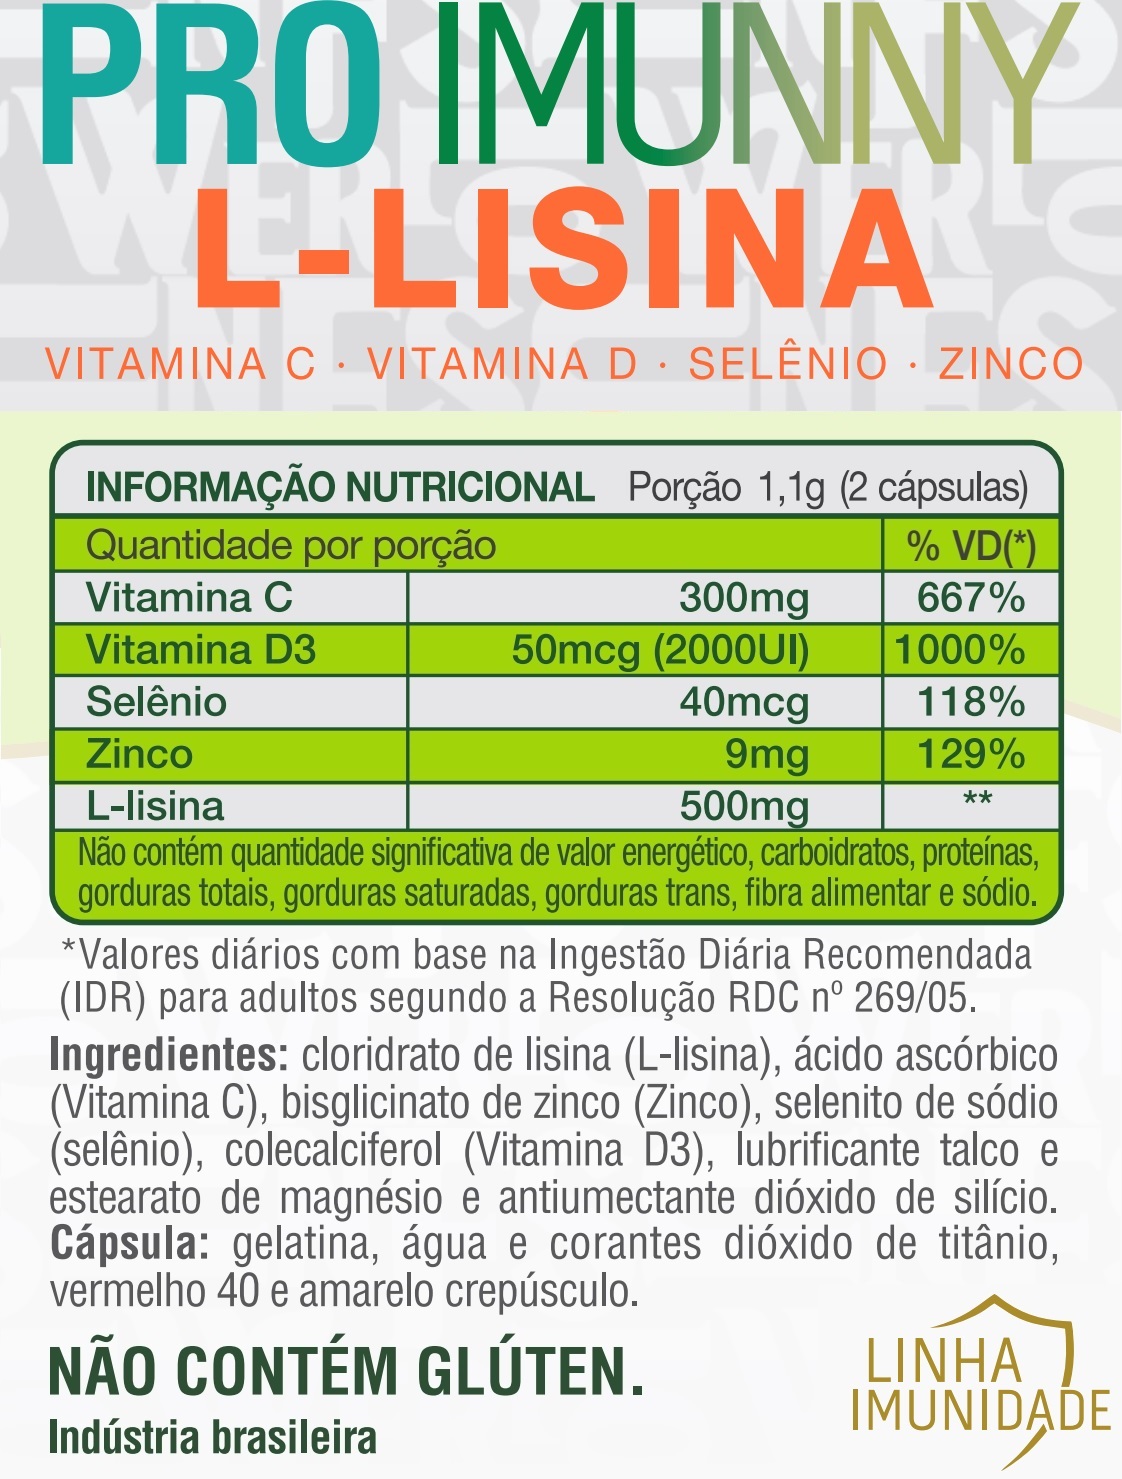 PRO IMUNNY
L-LISINA
VITAMINA C · VITAMINA D · SELÊNIO · ZINCO
INFORMAÇÃO NUTRICIONAL Porção 1,1g (2 cápsulas)
Quantidade por porção % VD(*)
Vitamina C 300mg 667%
Vitamina D3 50mcg (2000UI) 1000%
Selênio 40mcg 118%
Zinco 9mg 129%
L-lisina 500mg **
Não contém quantidade significativa de valor energético, carboidratos, proteínas,
gorduras totais, gorduras saturadas, gorduras trans, fibra alimentar e sódio.
*Valores diários com base na Ingestão Diária Recomendada
(IDR) para adultos segundo a Resolução RDC nº 269/05.
Ingredientes: cloridrato de lisina (L-lisina), ácido ascórbico
(Vitamina C), bisglicinato de zinco (Zinco), selenito de sódio
(selênio), colecalciferol (Vitamina D3), lubrificante talco e
estearato de magnésio e antiumectante dióxido de silício.
Cápsula: gelatina, água e corantes dióxido de titânio,
vermelho 40 e amarelo crepúsculo.
NÃO CONTÉM GLÚTEN.
Indústria brasileira
LINHA
IMUNIDADE